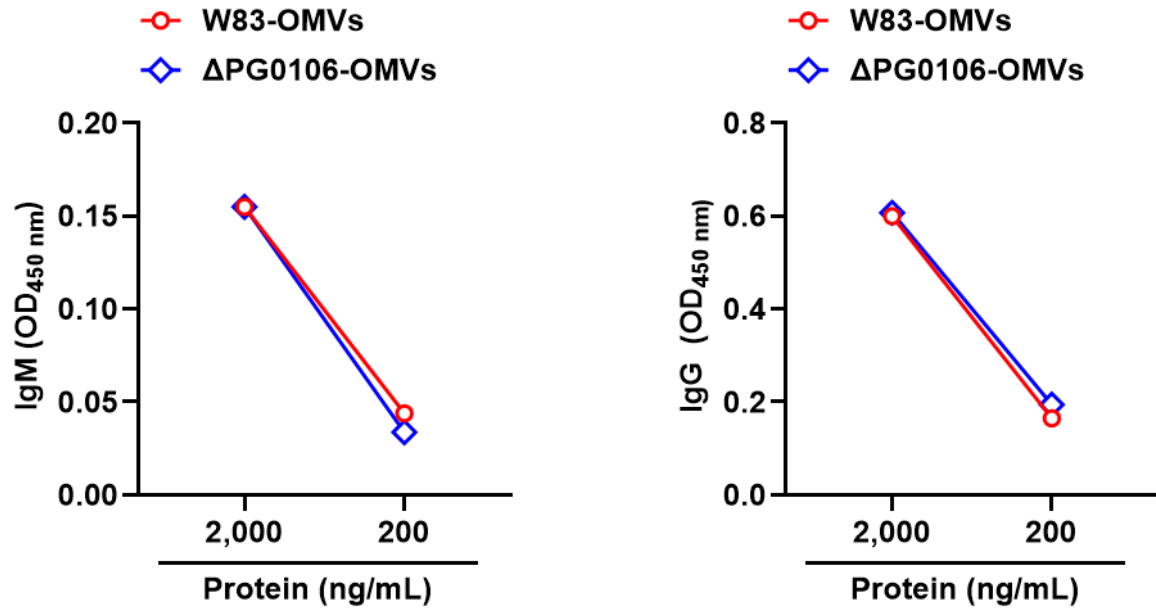 W83-OMVs
ΔPG0106-OMVs
IgM (OD450 nm)
0.20
0.15
0.10
0.05
0.00
2,000 200
Protein (ng/mL)
W83-OMVs
ΔPG0106-OMVs
IgG (OD450 nm)
0.8
0.6
0.4
0.2
0.0
2,000 200
Protein (ng/mL)